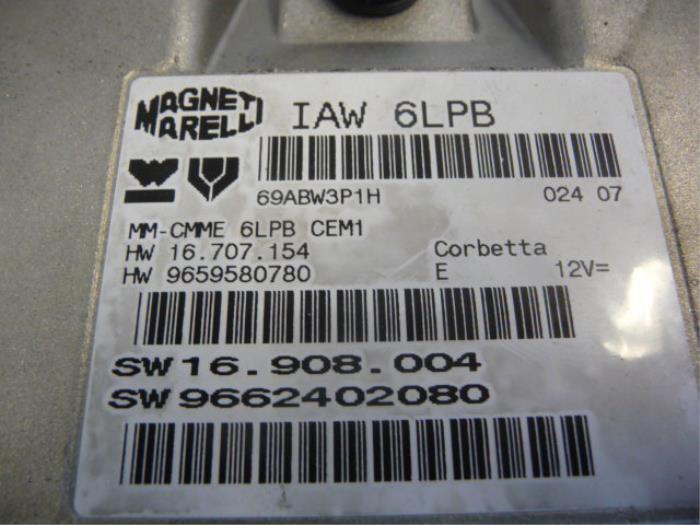 MAGNETI MARELLI
IAW 6LPB
69ABW3P1H 024 07
MM-CMME 6LPB CEM1
HW 16.707.154 Corbetta
HW 9659580780 E 12V=
SW 16.908.004
SW 9662402080